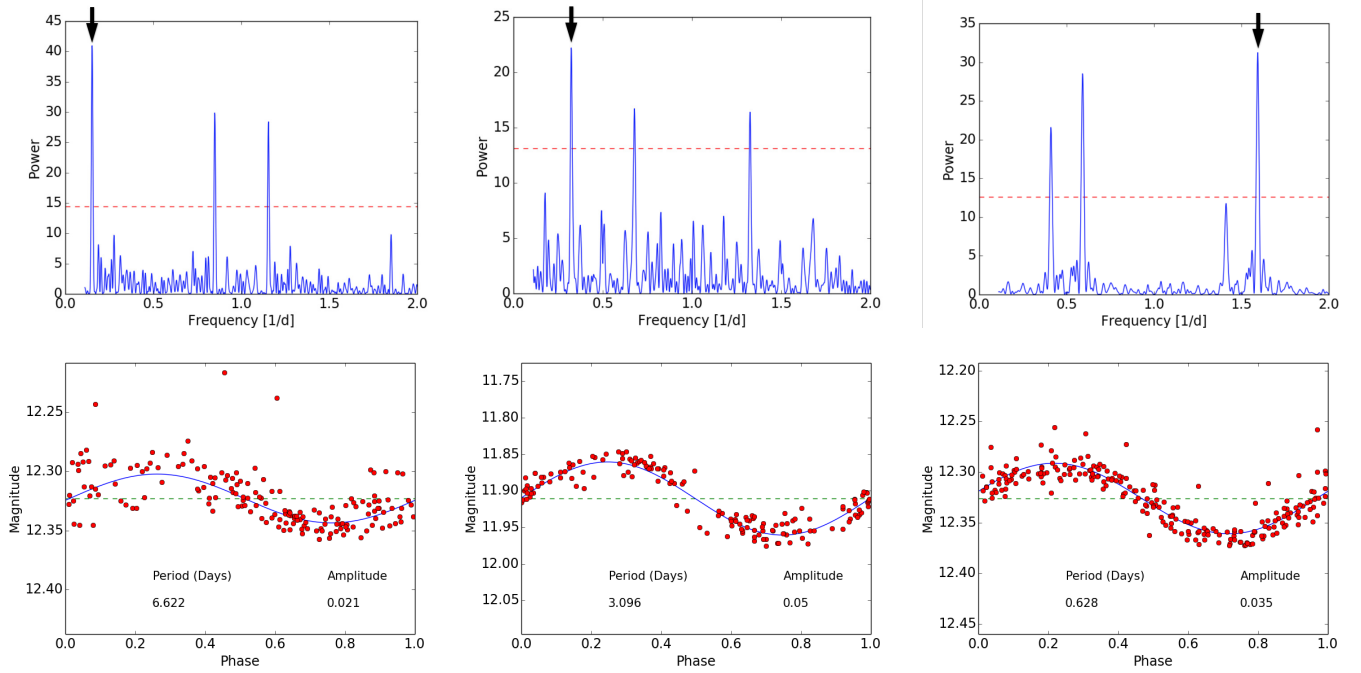 45
40
35
30
25
20
15
10
5
0
Power
0.0 0.5 1.0 1.5 2.0
Frequency [1/d]
25
20
15
10
5
0
Power
0.0 0.5 1.0 1.5 2.0
Frequency [1/d]
35
30
25
20
15
10
5
0
Power
0.0 0.5 1.0 1.5 2.0
Frequency [1/d]
12.25
12.30
12.35
12.40
Magnitude
Period (Days) Amplitude
6.622 0.021
0.0 0.2 0.4 0.6 0.8 1.0
Phase
11.75
11.80
11.85
11.90
11.95
12.00
12.05
Magnitude
Period (Days) Amplitude
3.096 0.05
0.0 0.2 0.4 0.6 0.8 1.0
Phase
12.20
12.25
12.30
12.35
12.40
12.45
Magnitude
Period (Days) Amplitude
0.628 0.035
0.0 0.2 0.4 0.6 0.8 1.0
Phase